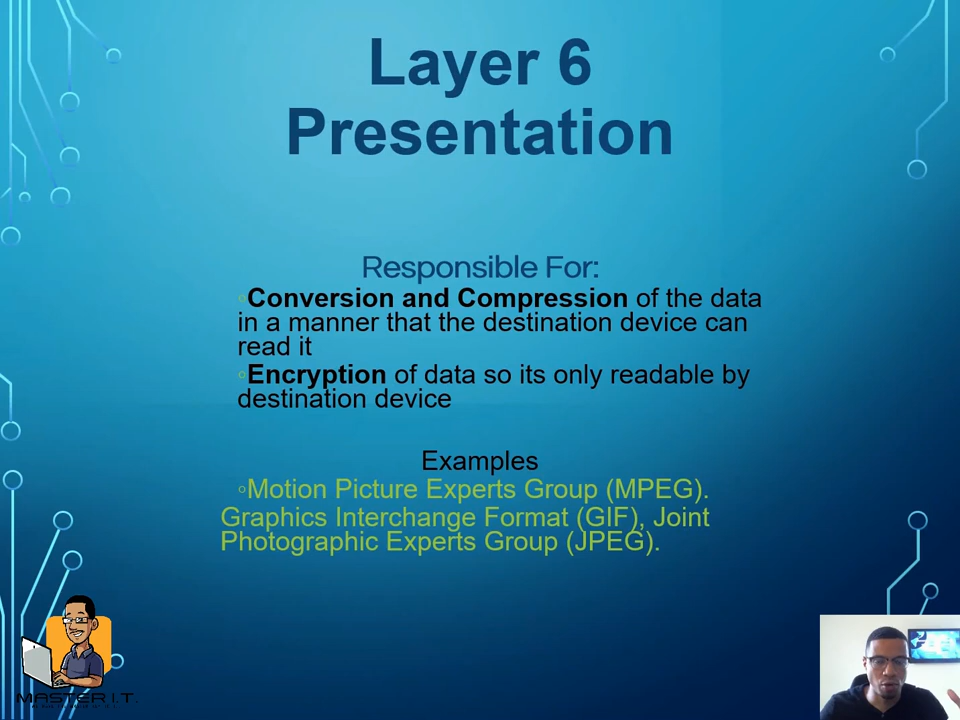 Layer 6
Presentation
Responsible For:
◦Conversion and Compression of the data
in a manner that the destination device can
read it
◦Encryption of data so its only readable by
destination device
Examples
◦Motion Picture Experts Group (MPEG).
Graphics Interchange Format (GIF), Joint
Photographic Experts Group (JPEG).
MASTER I.T.